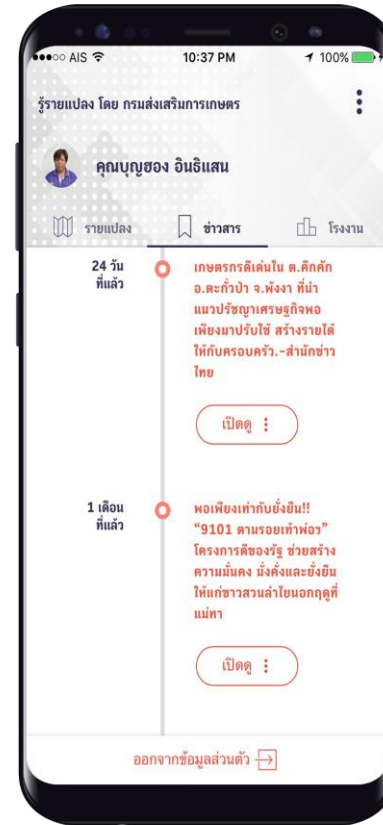 AIS 10:37 PM 100%
รู้รายแปลง โดย กรมส่งเสริมการเกษตร
คุณบุญฮอง อินธิแสน
รายแปลง ข่าวสาร โรงงาน
24 วัน
ที่แล้ว
เกษตรกรดีเด่นใน ต.คึกคัก
อ.ตะกั่วป่า จ.พังงา ที่นำ
แนวปรัชญาเศรษฐกิจพอ
เพียงมาปรับใช้ สร้างรายได้
ให้กับครอบครัว.-สำนักข่าว
ไทย
เปิดดู
1 เดือน
ที่แล้ว
พอเพียงเท่ากับยั่งยืน!!
“9101 ตามรอยเท้าพ่อฯ”
โครงการดีของรัฐ ช่วยสร้าง
ความมั่นคง มั่งคั่งและยั่งยืน
ให้แก่ชาวสวนลำไยนอกฤดูที่
แม่ทา
เปิดดู
ออกจากข้อมูลส่วนตัว